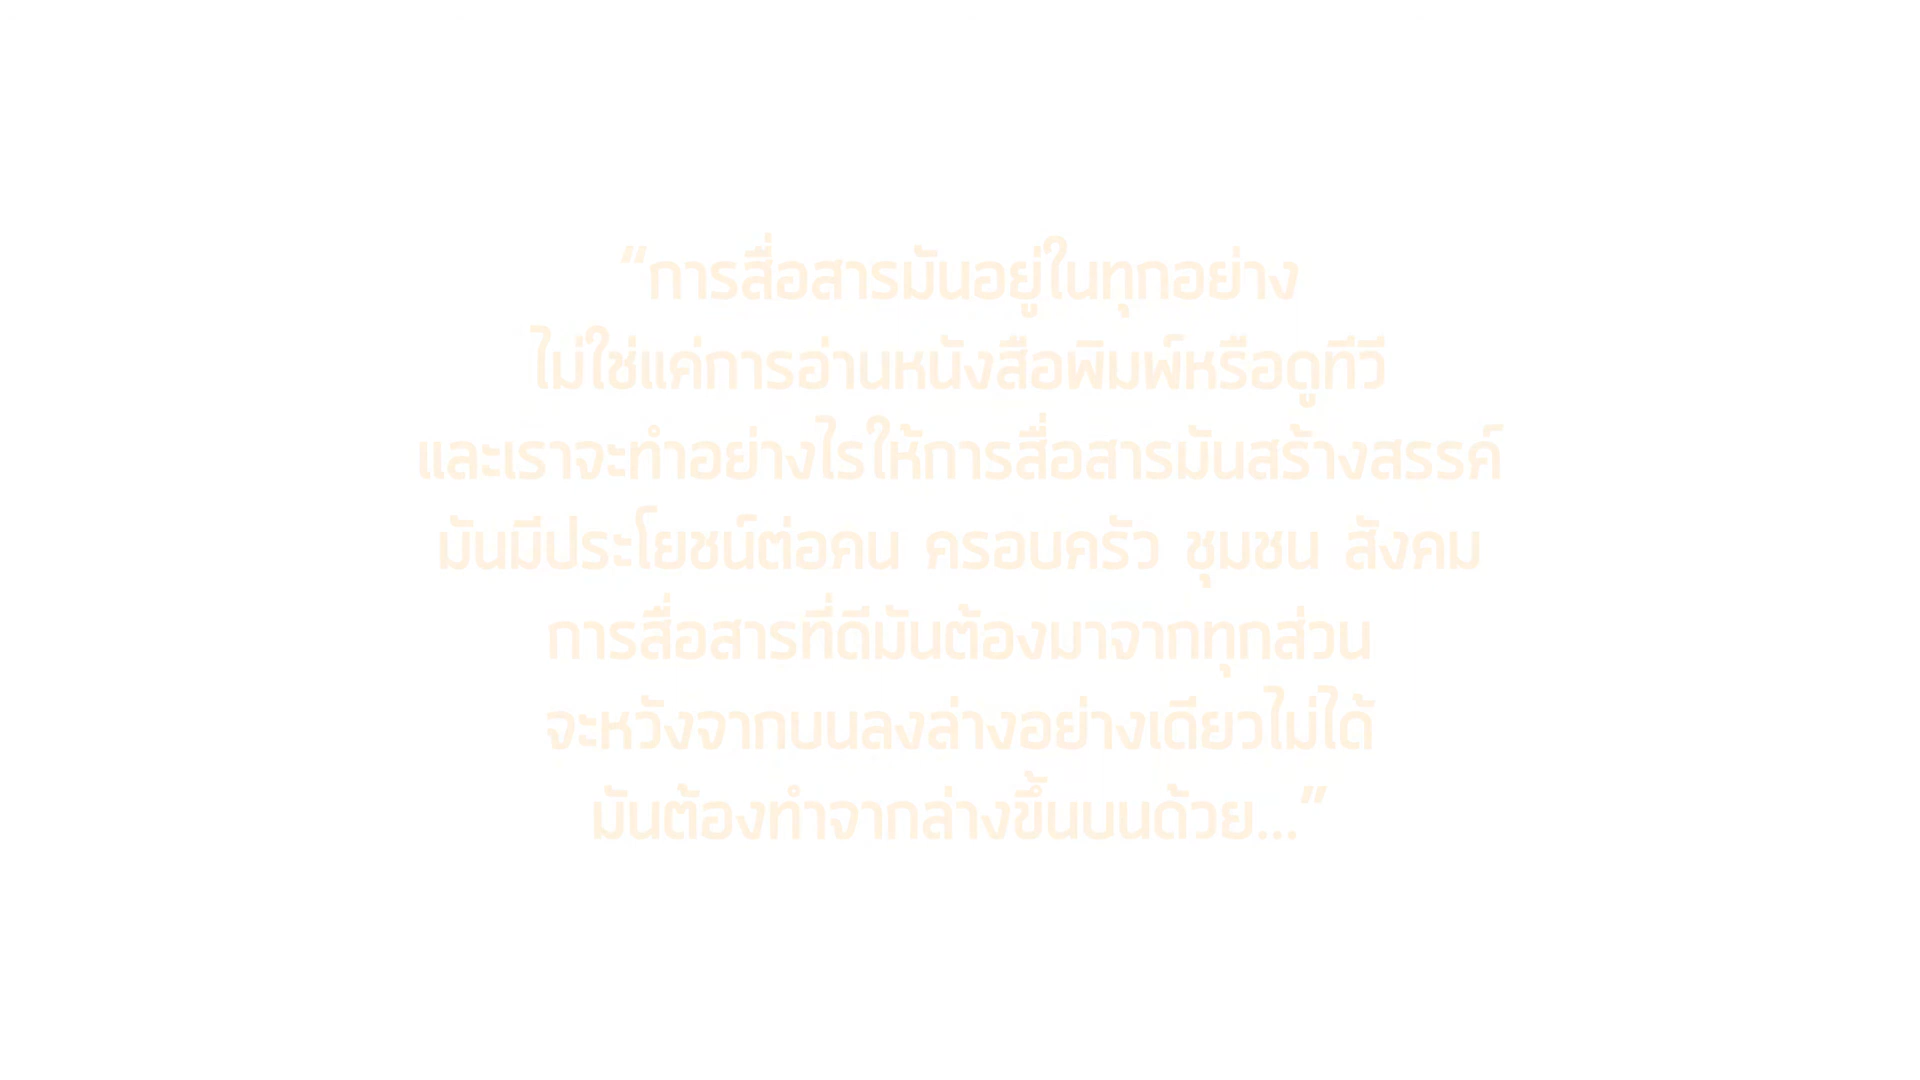 “การสื่อสารมันอยู่ในทุกอย่าง
ไม่ใช่แค่การอ่านหนังสือพิมพ์หรือดูทีวี
และเราจะทำอย่างไรให้การสื่อสารมันสร้างสรรค์
มันมีประโยชน์ต่อคน ครอบครัว ชุมชน สังคม
การสื่อสารที่ดีมันต้องมาจากทุกส่วน
จะหวังจากบนลงล่างอย่างเดียวไม่ได้
มันต้องทำจากล่างขึ้นบนด้วย...”